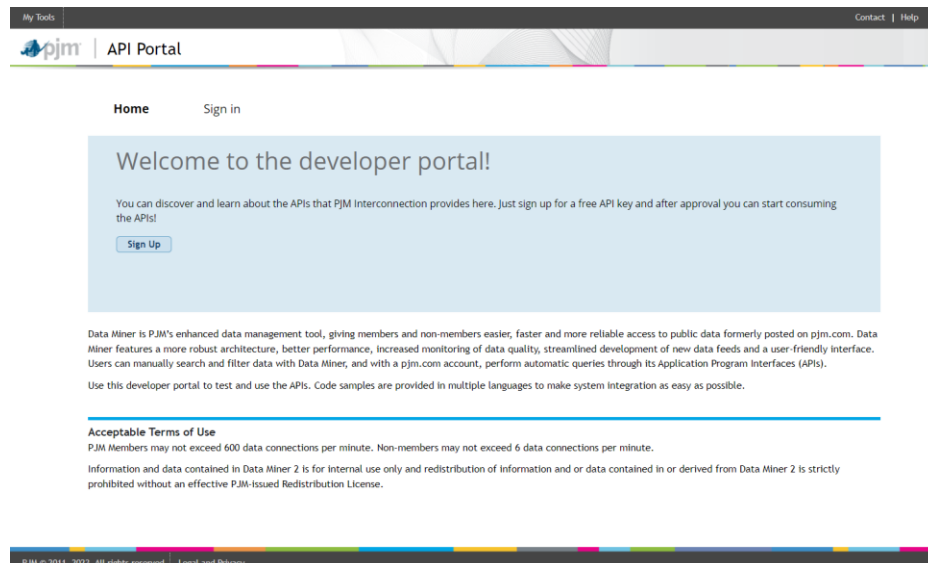 My Tools
Contact | Help
pjm | API Portal
Home Sign in
Welcome to the developer portal!
You can discover and learn about the APIs that PJM Interconnection provides here. Just sign up for a free API key and after approval you can start consuming
the APIs!
Sign Up
Data Miner is PJM's enhanced data management tool, giving members and non-members easier, faster and more reliable access to public data formerly posted on pjm.com. Data
Miner features a more robust architecture, better performance, increased monitoring of data quality, streamlined development of new data feeds and a user-friendly interface.
Users can manually search and filter data with Data Miner, and with a pjm.com account, perform automatic queries through its Application Program Interfaces (APIs).
Use this developer portal to test and use the APIs. Code samples are provided in multiple languages to make system integration as easy as possible.
Acceptable Terms of Use
PJM Members may not exceed 600 data connections per minute. Non-members may not exceed 6 data connections per minute.
Information and data contained in Data Miner 2 is for internal use only and redistribution of information and or data contained in or derived from Data Miner 2 is strictly
prohibited without an effective PJM-issued Redistribution License.
PJM © 2011-2023. All rights reserved. Legal and Privacy